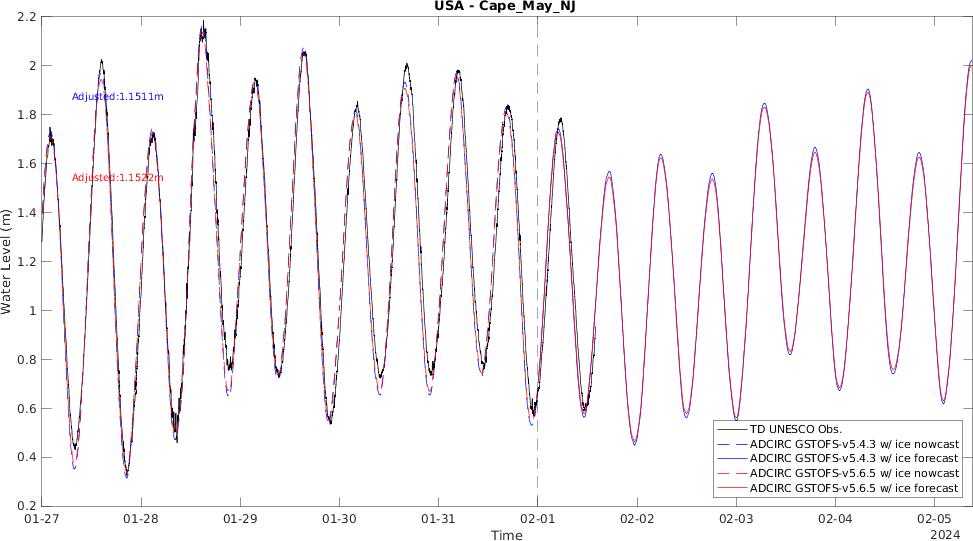 USA - Cape_May_NJ
2.2
2
1.8
1.6
1.4
1.2
1
0.8
0.6
0.4
0.2
Water Level (m)
Adjusted:1.1511m
Adjusted:1.1522m
TD UNESCO Obs.
ADCIRC GSTOFS-v5.4.3 w/ ice nowcast
ADCIRC GSTOFS-v5.4.3 w/ ice forecast
ADCIRC GSTOFS-v5.6.5 w/ ice nowcast
ADCIRC GSTOFS-v5.6.5 w/ ice forecast
01-27 01-28 01-29 01-30 01-31 02-01 02-02 02-03 02-04 02-05
Time
2024